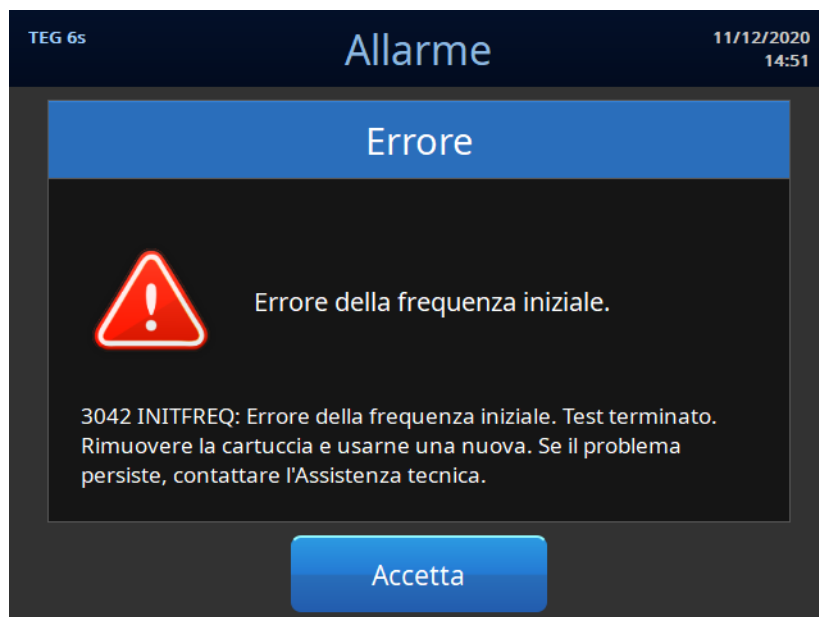 TEG 6s
Allarme
11/12/2020
14:51
Errore
Errore della frequenza iniziale.
3042 INITFREQ: Errore della frequenza iniziale. Test terminato.
Rimuovere la cartuccia e usarne una nuova. Se il problema
persiste, contattare l'Assistenza tecnica.
Accetta